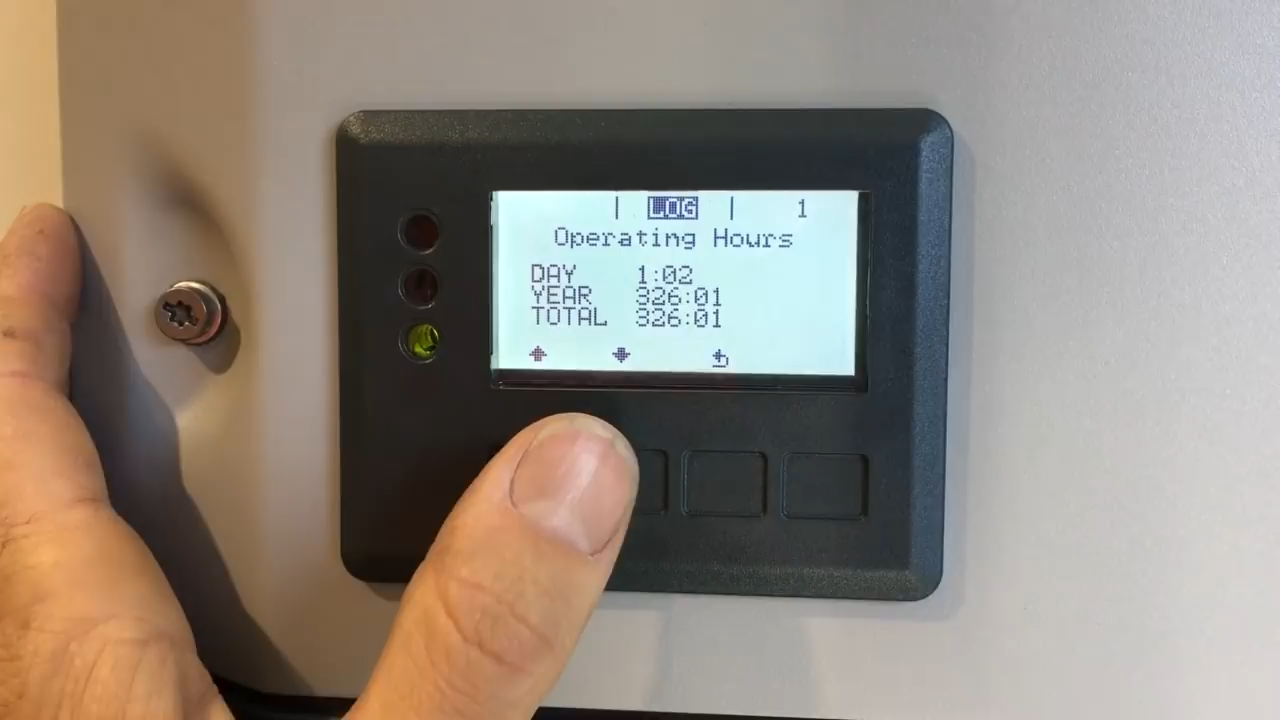 | LOG | 1
Operating Hours
DAY 1:02
YEAR 326:01
TOTAL 326:01